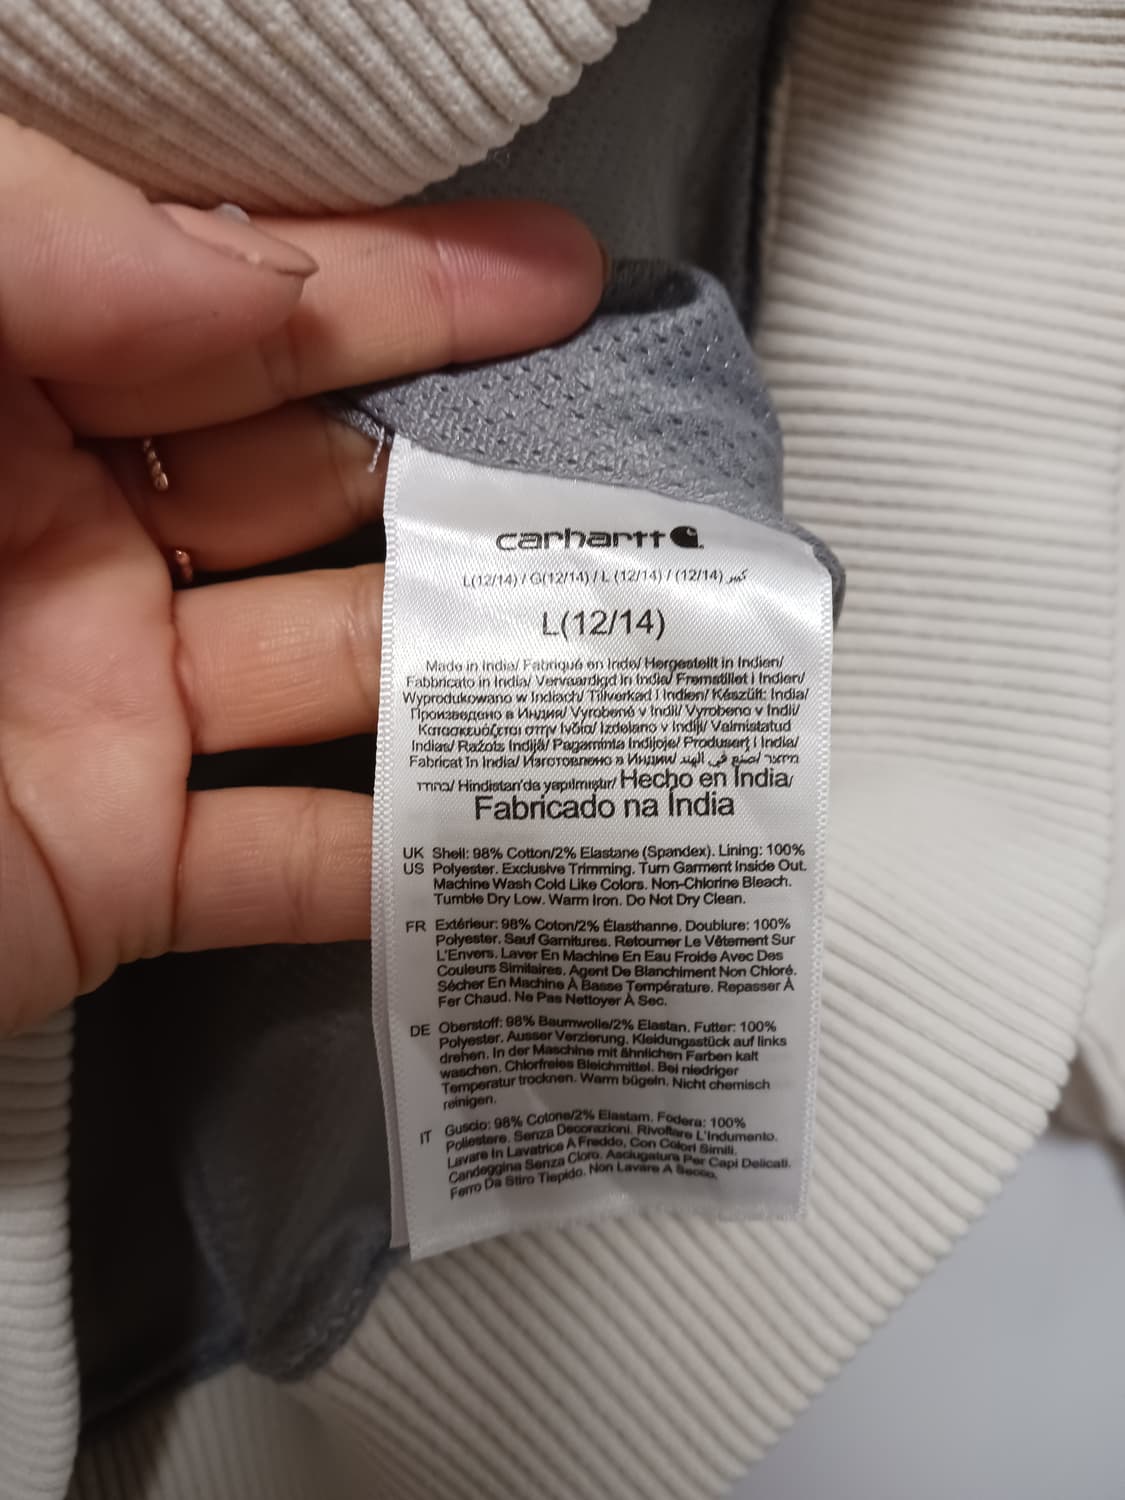 carhartt
L(12/14) / G(12/14) / L (12/14) / (12/14) كبير
L(12/14)
Made in India/ Fabriqué en Inde/ Hergestellt in Indien/
Fabbricato in India/ Vervaardigd in India/ Fremstillet i Indien/
Wyprodukowano w Indiach/ Tillverkad i Indien/ Készült: India/
Произведено в Индия/ Vyrobené v Indii/ Vyrobeno v Indii/
Κατασκευάζεται στην Ινδία/ Izdelano v Indiji/ Valmistatud
Indias/ Ražots Indijā/ Pagaminta Indijoje/ Produsert i India/
Fabricat în India/ Изготовлено в Индии/ صنع في الهند/ מיוצר
בהודו/ Hindistan'da yapılmıştır/ Hecho en India/
Fabricado na Índia
UK Shell: 98% Cotton/2% Elastane (Spandex). Lining: 100%
US Polyester. Exclusive Trimming. Turn Garment Inside Out.
Machine Wash Cold Like Colors. Non-Chlorine Bleach.
Tumble Dry Low. Warm Iron. Do Not Dry Clean.
FR Extérieur: 98% Coton/2% Élasthanne. Doublure: 100%
Polyester. Sauf Garnitures. Retourner Le Vêtement Sur
L'Envers. Laver En Machine En Eau Froide Avec Des
Couleurs Similaires. Agent De Blanchiment Non Chloré.
Sécher En Machine À Basse Température. Repasser À
Fer Chaud. Ne Pas Nettoyer À Sec.
DE Oberstoff: 98% Baumwolle/2% Elastan. Futter: 100%
Polyester. Ausser Verzierung. Kleidungsstück auf links
drehen. In der Maschine mit ähnlichen Farben kalt
waschen. Chlorfreies Bleichmittel. Bei niedriger
Temperatur trocknen. Warm bügeln. Nicht chemisch
reinigen.
IT Guscio: 98% Cotone/2% Elastam. Fodera: 100%
Poliestere. Senza Decorazioni. Rivoltare L'Indumento.
Lavare In Lavatrice A Freddo, Con Colori Simili.
Candeggina Senza Cloro. Asciugatura Per Capi Delicati.
Ferro Da Stiro Tiepido. Non Lavare A Secco.